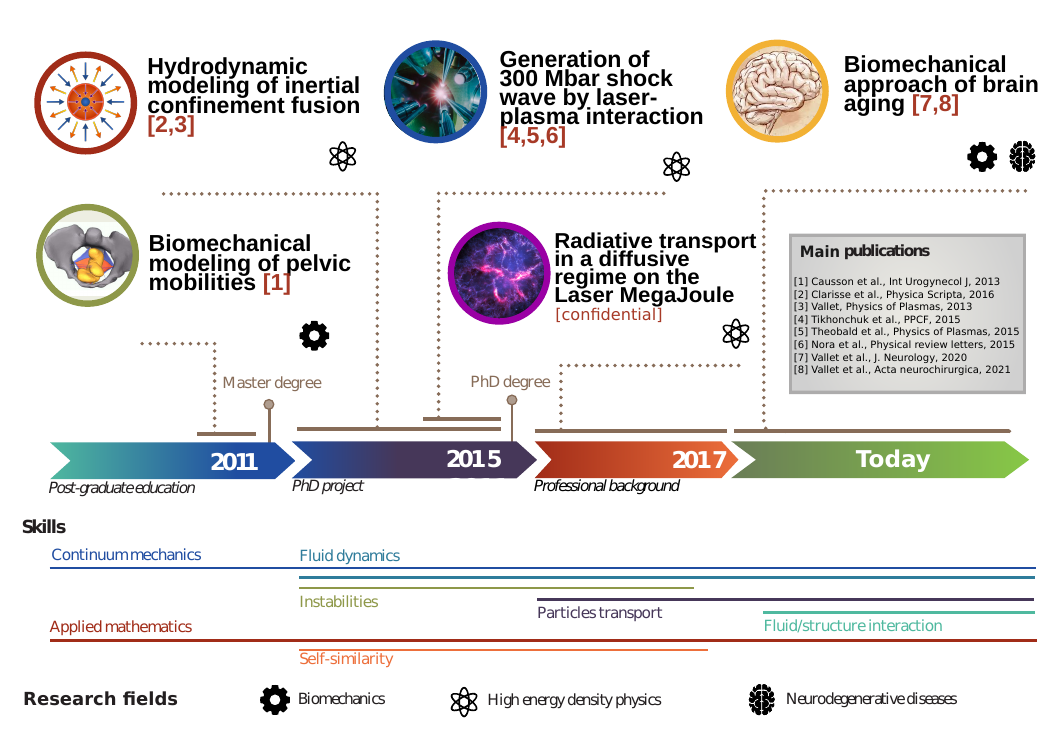 Hydrodynamic
modeling of inertial
confinement fusion
[2,3]
Generation of
300 Mbar shock
wave by laser-
plasma interaction
[4,5,6]
Biomechanical
approach of brain
aging [7,8]
Biomechanical
modeling of pelvic
mobilities [1]
Radiative transport
in a diffusive
regime on the
Laser MegaJoule
[confidential]
Main publications
[1] Causson et al., Int Urogynecol J, 2013
[2] Clarisse et al., Physica Scripta, 2016
[3] Vallet, Physics of Plasmas, 2013
[4] Tikhonchuk et al., PPCF, 2015
[5] Theobald et al., Physics of Plasmas, 2015
[6] Nora et al., Physical review letters, 2015
[7] Vallet et al., J. Neurology, 2020
[8] Vallet et al., Acta neurochirurgica, 2021
Master degree
PhD degree
2011
2015
2017
Today
Post-graduate education
PhD project
Professional background
Skills
Continuum mechanics
Fluid dynamics
Instabilities
Particles transport
Fluid/structure interaction
Applied mathematics
Self-similarity
Research fields
Biomechanics
High energy density physics
Neurodegenerative diseases